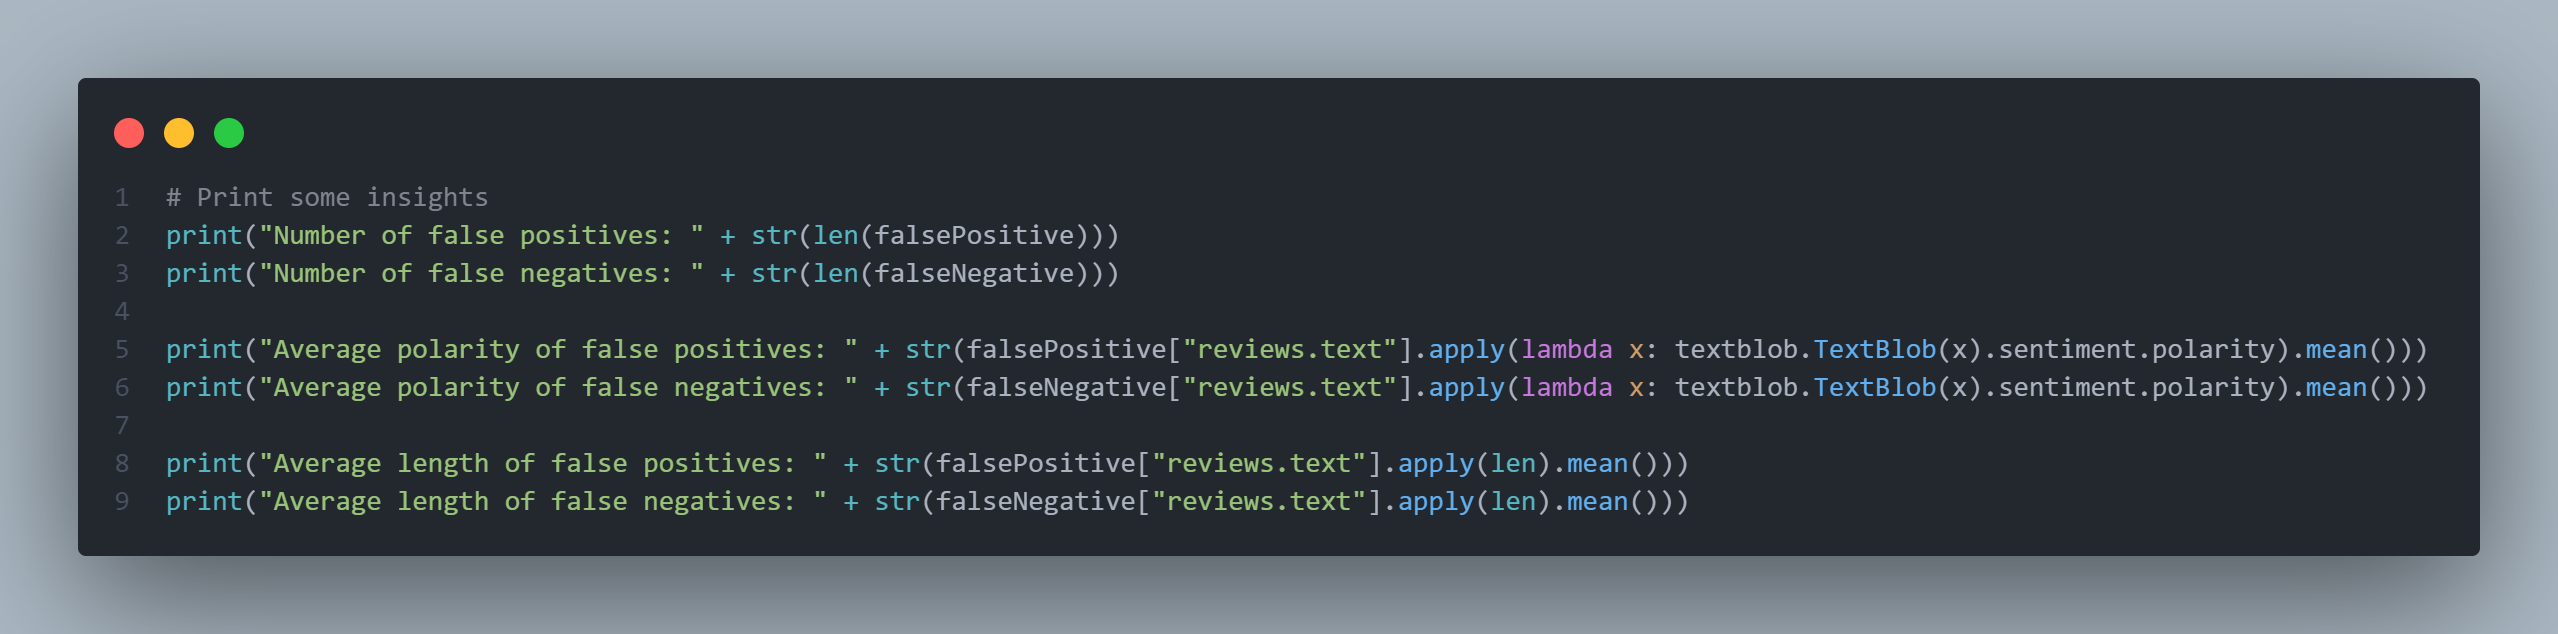 1 # Print some insights
2 print("Number of false positives: " + str(len(falsePositive)))
3 print("Number of false negatives: " + str(len(falseNegative)))
4
5 print("Average polarity of false positives: " + str(falsePositive["reviews.text"].apply(lambda x: textblob.TextBlob(x).sentiment.polarity).mean()))
6 print("Average polarity of false negatives: " + str(falseNegative["reviews.text"].apply(lambda x: textblob.TextBlob(x).sentiment.polarity).mean()))
7
8 print("Average length of false positives: " + str(falsePositive["reviews.text"].apply(len).mean()))
9 print("Average length of false negatives: " + str(falseNegative["reviews.text"].apply(len).mean()))